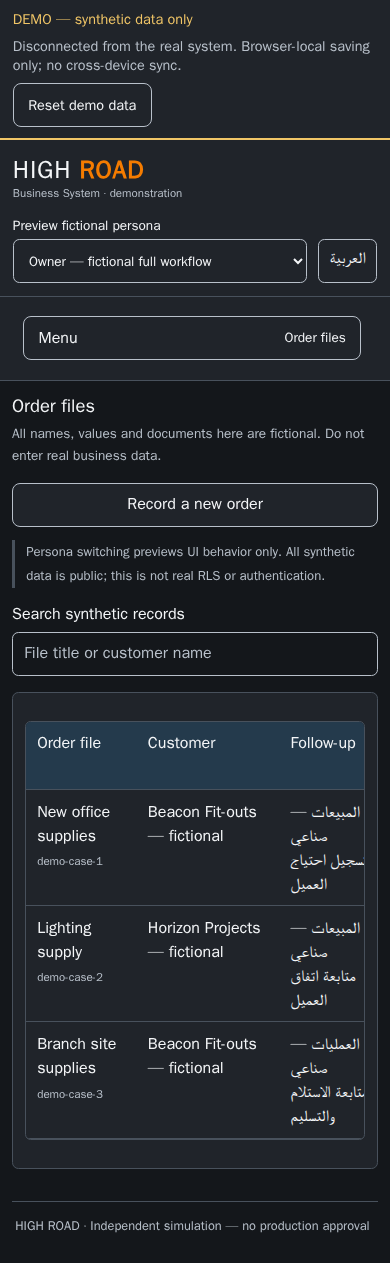 DEMO — synthetic data only
Disconnected from the real system. Browser-local saving
only; no cross-device sync.
Reset demo data
HIGH ROAD
Business System · demonstration
Preview fictional persona
Owner — fictional full workflow
العربية
Menu
Order files
Order files
All names, values and documents here are fictional. Do not
enter real business data.
Record a new order
Persona switching previews UI behavior only. All synthetic
data is public; this is not real RLS or authentication.
Search synthetic records
File title or customer name
Order file
Customer
Follow-up
New office
supplies
demo-case-1
Beacon Fit-outs
— fictional
المبيعات —
صناعي
احتياج
العميل
Lighting
supply
demo-case-2
Horizon Projects
— fictional
المبيعات —
صناعي
متابعة اتفاق
العميل
Branch site
supplies
demo-case-3
Beacon Fit-outs
— fictional
العمليات —
صناعي
الاستلام
والتسليم
HIGH ROAD · Independent simulation — no production approval